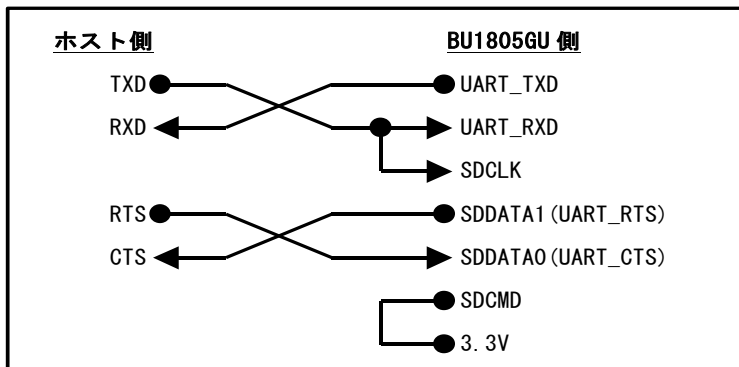 ホスト側 BU1805GU 側
TXD UART_TXD
RXD UART_RXD
SDCLK
RTS SDDATA1(UART_RTS)
CTS SDDATA0(UART_CTS)
SDCMD
3.3V